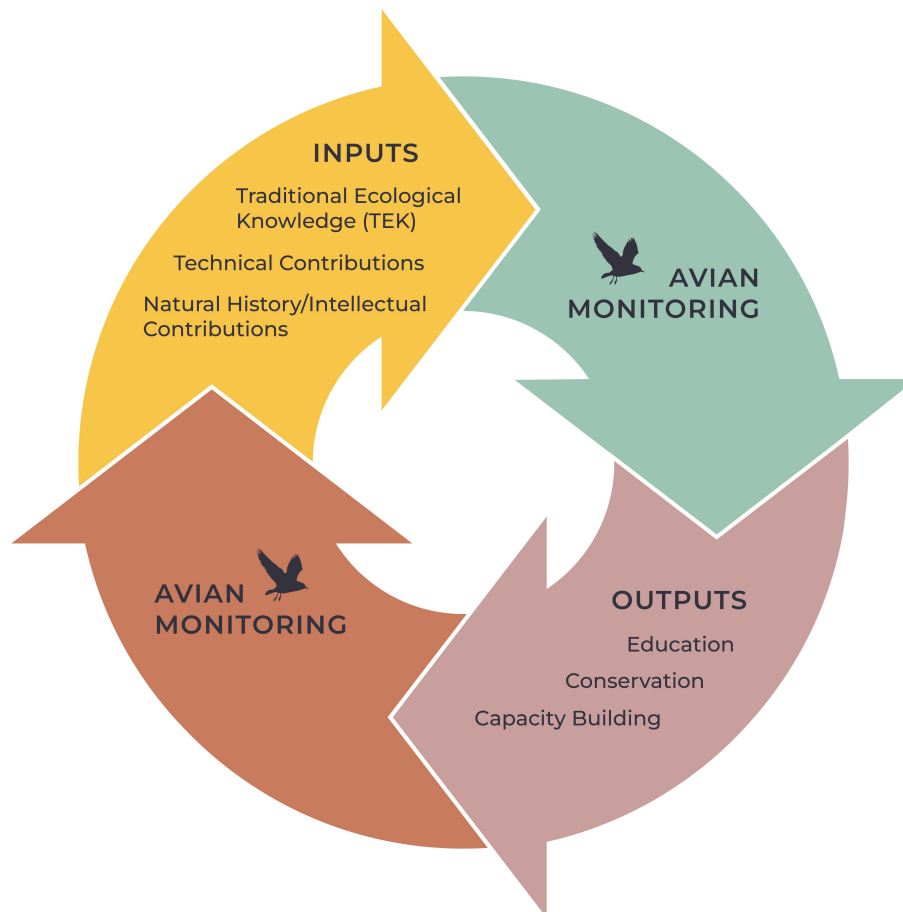 INPUTS
Traditional Ecological
Knowledge (TEK)
Technical Contributions
Natural History/Intellectual
Contributions
AVIAN
MONITORING
OUTPUTS
Education
Conservation
Capacity Building
AVIAN
MONITORING